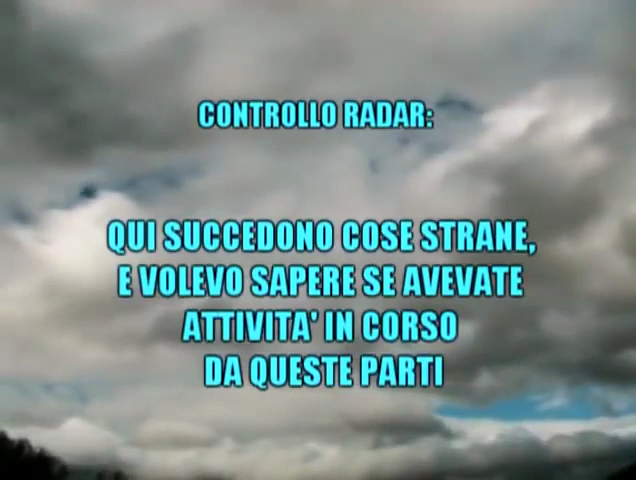 CONTROLLO RADAR:
QUI SUCCEDONO COSE STRANE,
E VOLEVO SAPERE SE AVEVATE
ATTIVITA' IN CORSO
DA QUESTE PARTI